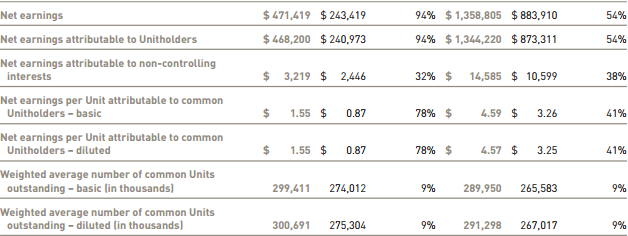 Net earnings $ 471,419 $ 243,419 94% $ 1,358,805 $ 883,910 54%
Net earnings attributable to Unitholders $ 468,200 $ 240,973 94% $ 1,344,220 $ 873,311 54%
Net earnings attributable to non-controlling
interests $ 3,219 $ 2,446 32% $ 14,585 $ 10,599 38%
Net earnings per Unit attributable to common
Unitholders – basic $ 1.55 $ 0.87 78% $ 4.59 $ 3.26 41%
Net earnings per Unit attributable to common
Unitholders – diluted $ 1.55 $ 0.87 78% $ 4.57 $ 3.25 41%
Weighted average number of common Units
outstanding – basic (in thousands) 299,411 274,012 9% 289,950 265,583 9%
Weighted average number of common Units
outstanding – diluted (in thousands) 300,691 275,304 9% 291,298 267,017 9%